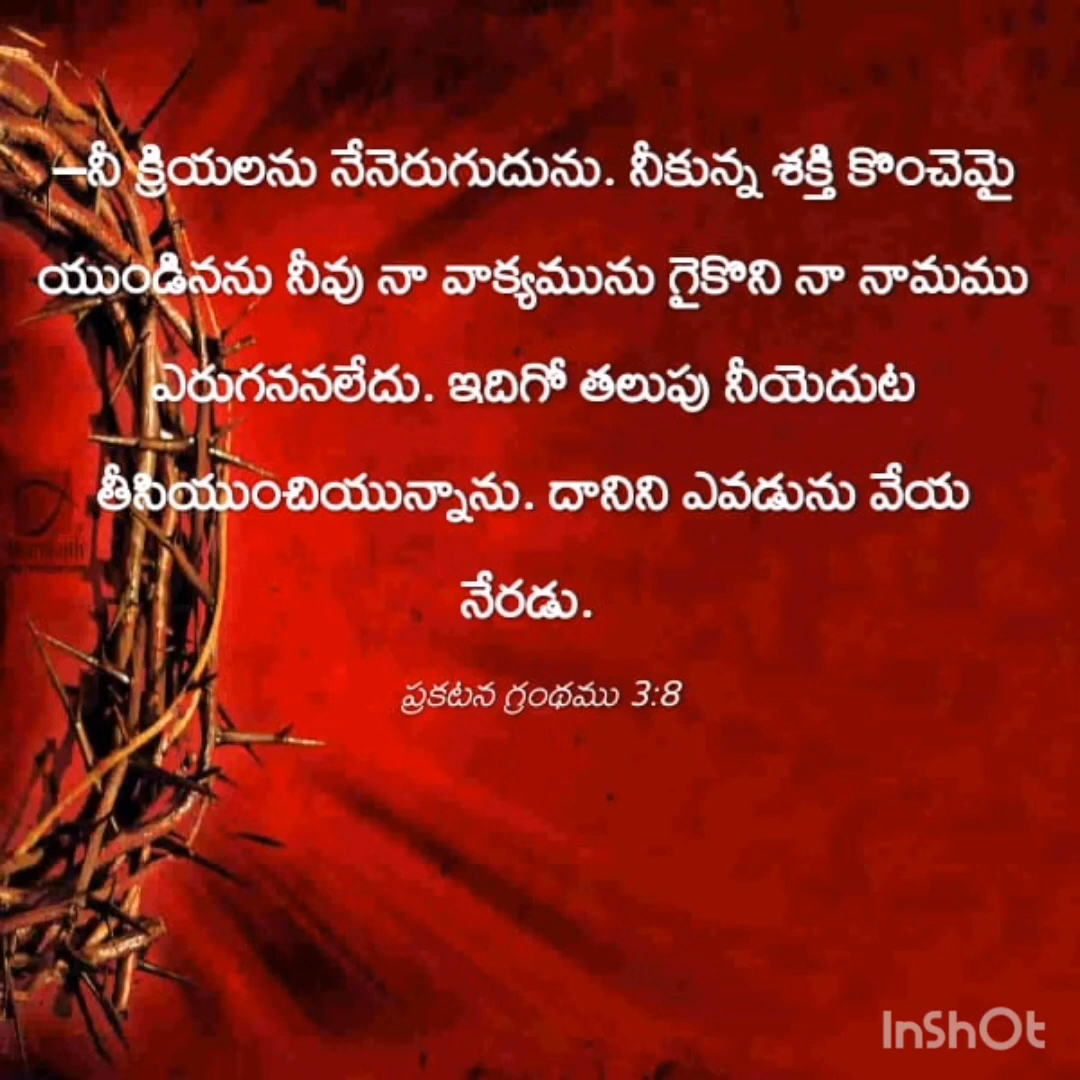 –నీ క్రియలను నేనెరుగుదును. నీకున్న శక్తి కొంచెమై
యుండినను నీవు నా వాక్యమును గైకొని నా నామము
ఎరుగననలేదు. ఇదిగో తలుపు నీయెదుట
తీసియుంచియున్నాను. దానిని ఎవడును వేయ
నేరడు.
ప్రకటన గ్రంథము 3:8
InShOt